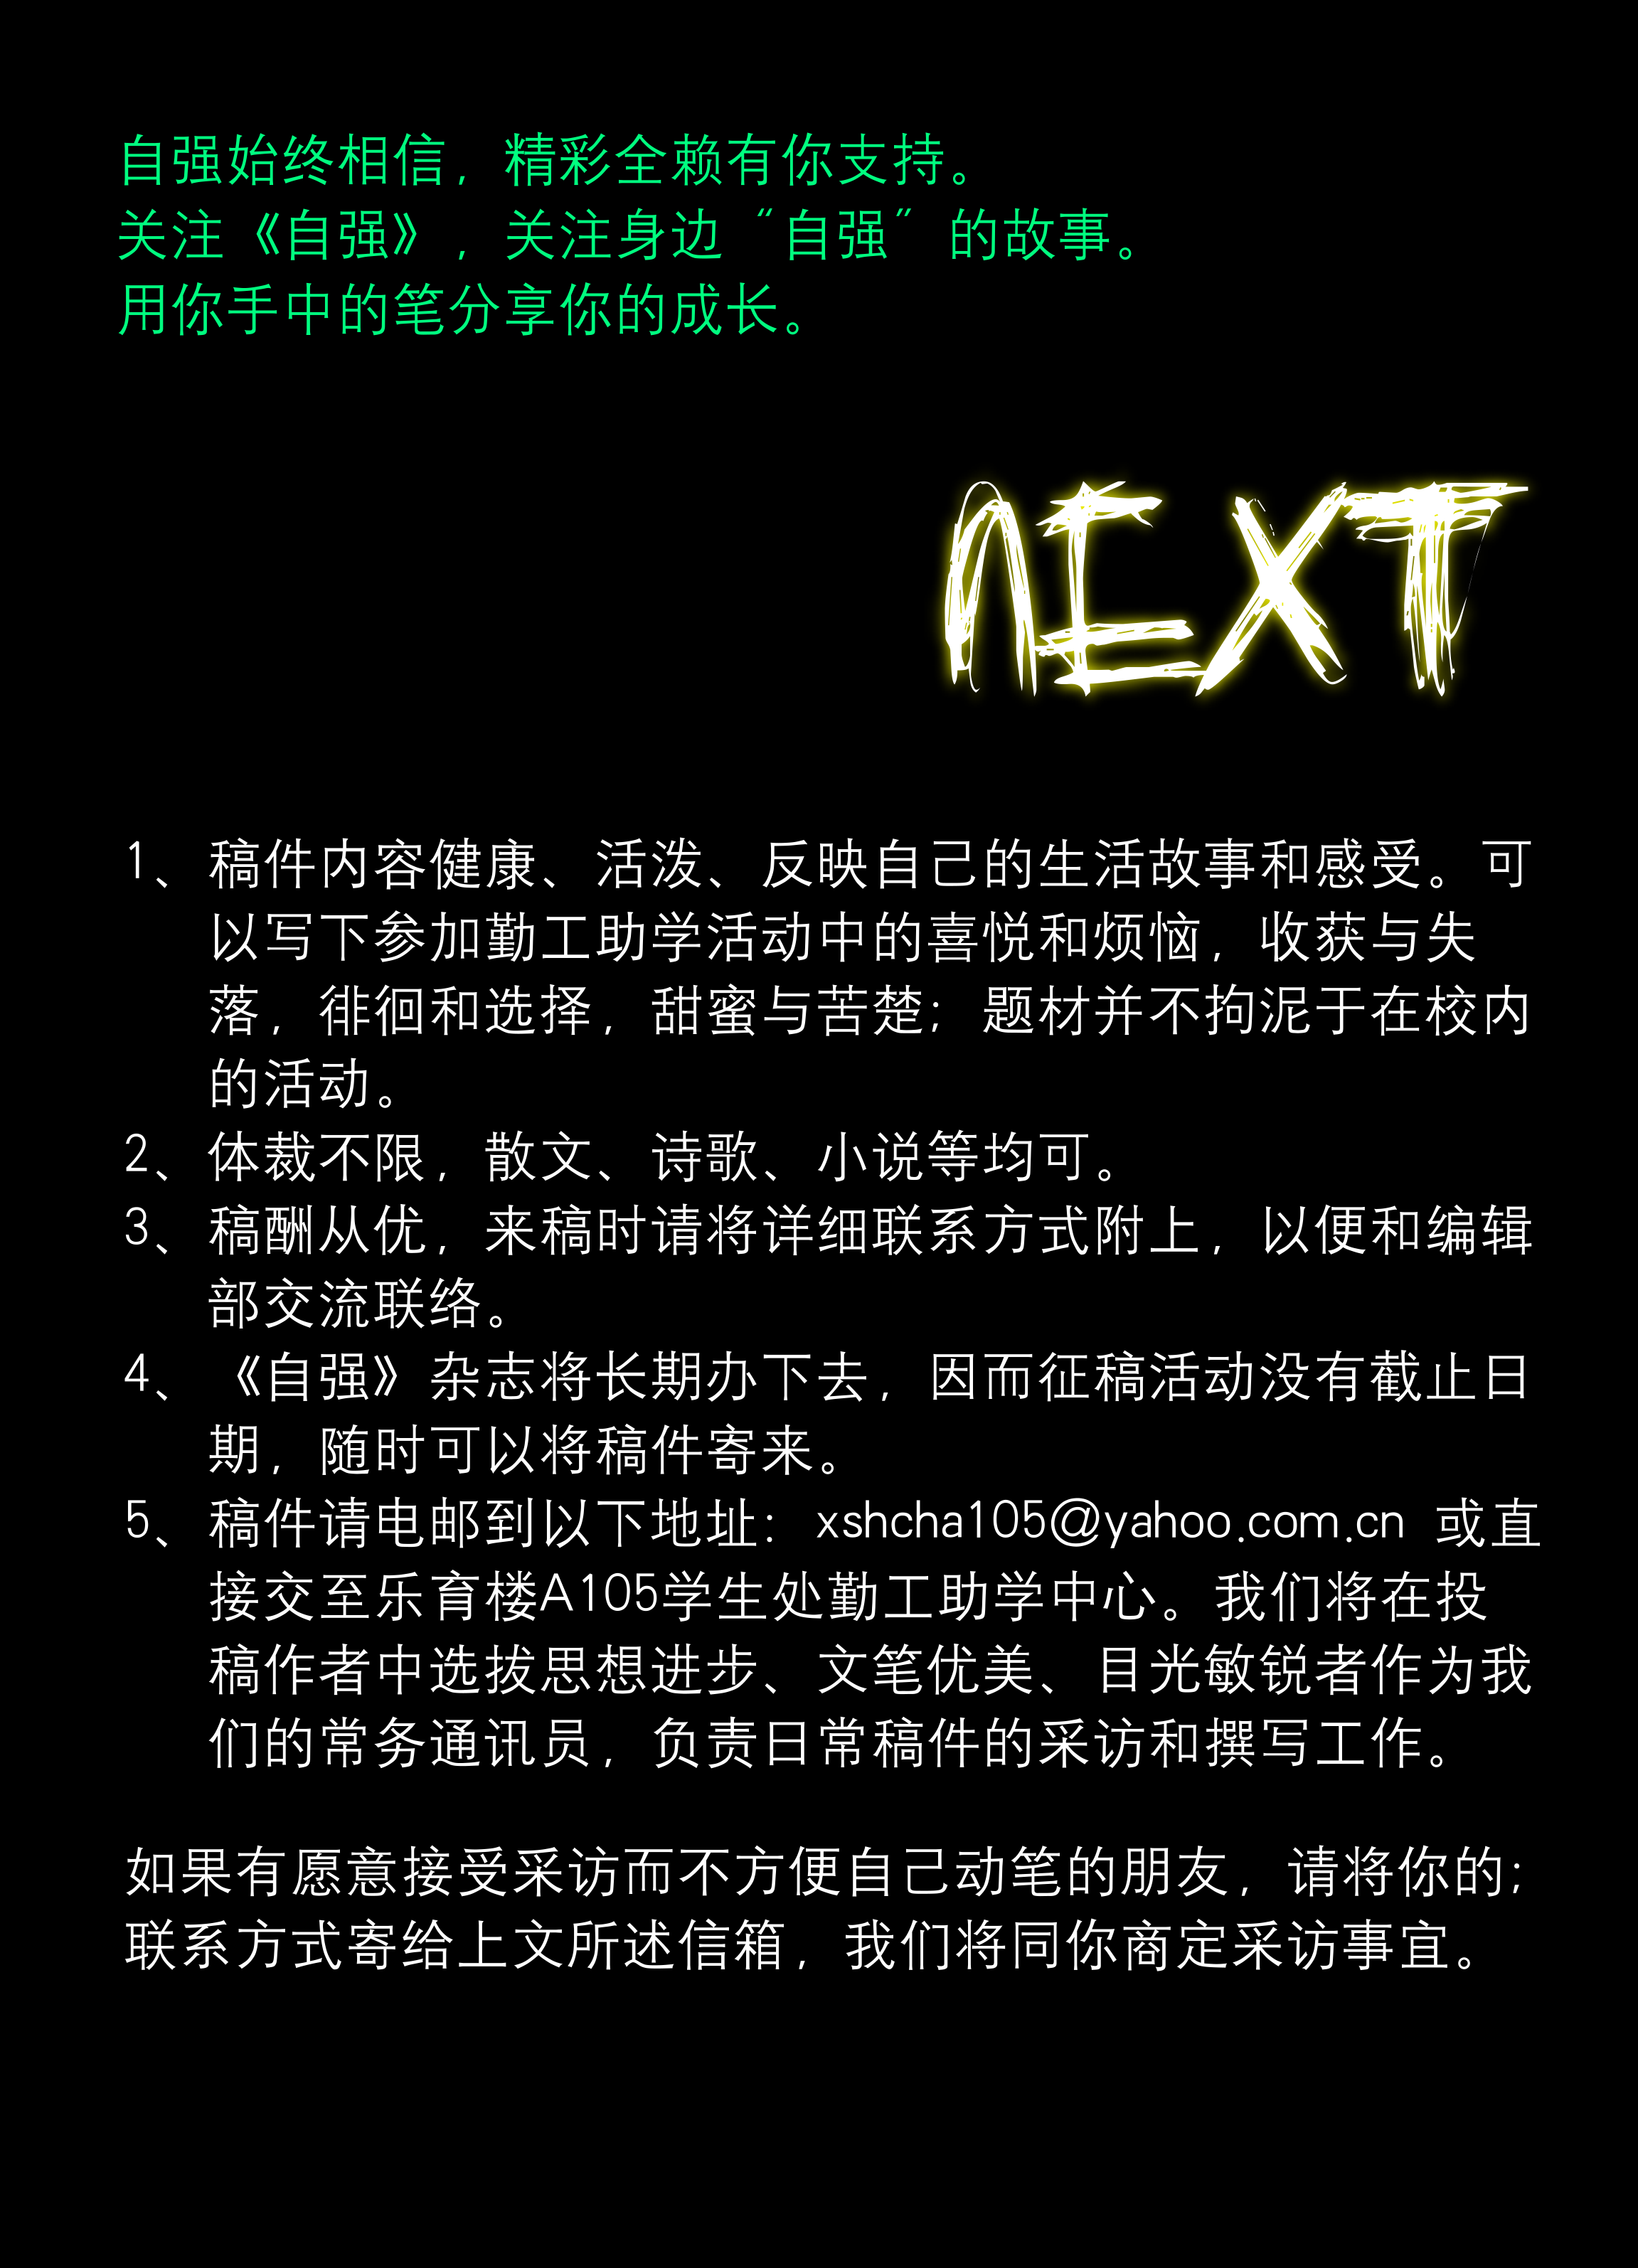 自强始终相信，精彩全赖有你支持。
关注《自强》，关注身边“自强”的故事。
用你手中的笔分享你的成长。
NEXT
1、稿件内容健康、活泼、反映自己的生活故事和感受。可
以写下参加勤工助学活动中的喜悦和烦恼，收获与失
落，徘徊和选择，甜蜜与苦楚；题材并不拘泥于在校内
的活动。
2、体裁不限，散文、诗歌、小说等均可。
3、稿酬从优，来稿时请将详细联系方式附上，以便和编辑
部交流联络。
4、《自强》杂志将长期办下去，因而征稿活动没有截止日
期，随时可以将稿件寄来。
5、稿件请电邮到以下地址：xshcha105@yahoo.com.cn 或直
接交至乐育楼A105学生处勤工助学中心。我们将在投
稿作者中选拔思想进步、文笔优美、目光敏锐者作为我
们的常务通讯员，负责日常稿件的采访和撰写工作。
如果有愿意接受采访而不方便自己动笔的朋友，请将你的；
联系方式寄给上文所述信箱，我们将同你商定采访事宜。